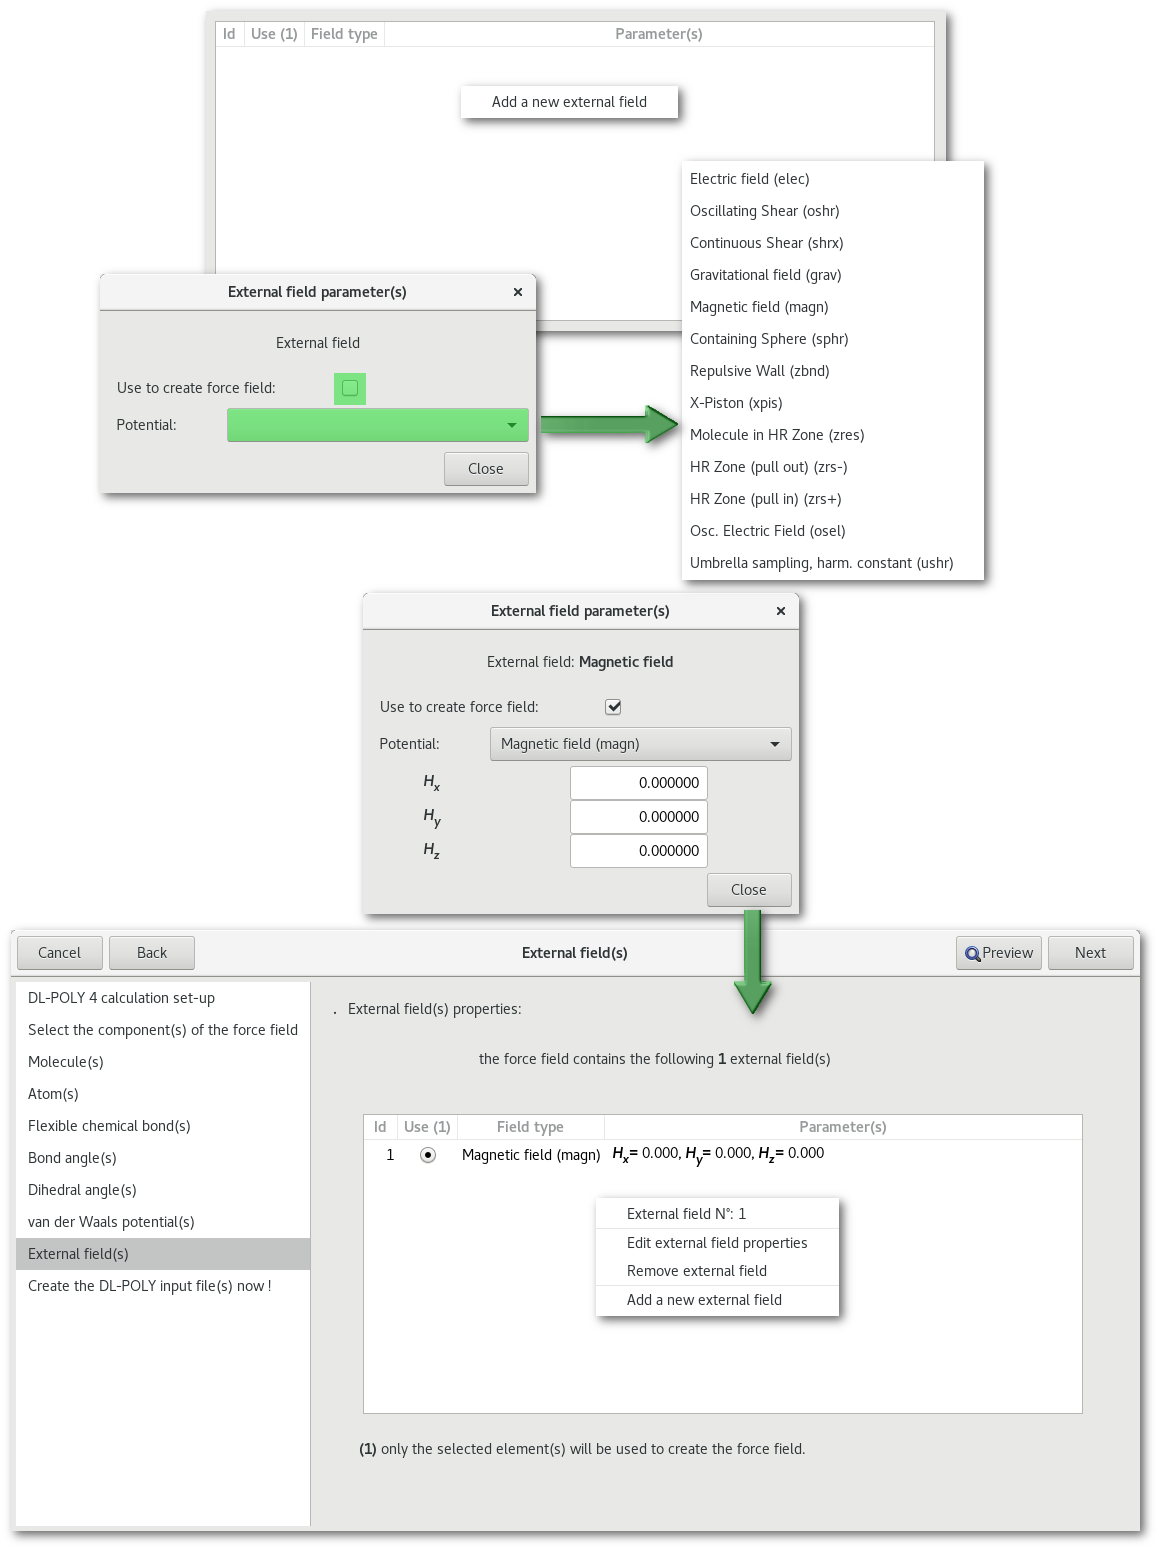 Id Use (1) Field type Parameter(s)
Add a new external field
Electric field (elec)
Oscillating Shear (oshr)
Continuous Shear (shrx)
Gravitational field (grav)
Magnetic field (magn)
Containing Sphere (sphr)
Repulsive Wall (zbnd)
X-Piston (xpis)
Molecule in HR Zone (zres)
HR Zone (pull out) (zrs-)
HR Zone (pull in) (zrs+)
Osc. Electric Field (osel)
Umbrella sampling, harm. constant (ushr)
External field parameter(s) ×
External field
Use to create force field:
Potential:
Close
External field parameter(s) ×
External field: Magnetic field
Use to create force field:
Potential: Magnetic field (magn)
Hx 0.000000
Hy 0.000000
Hz 0.000000
Close
Cancel Back External field(s) Preview Next
DL-POLY 4 calculation set-up
Select the component(s) of the force field
Molecule(s)
Atom(s)
Flexible chemical bond(s)
Bond angle(s)
Dihedral angle(s)
van der Waals potential(s)
External field(s)
Create the DL-POLY input file(s) now !
. External field(s) properties:
the force field contains the following 1 external field(s)
Id Use (1) Field type Parameter(s)
1 Magnetic field (magn) Hx= 0.000, Hy= 0.000, Hz= 0.000
External field N°: 1
Edit external field properties
Remove external field
Add a new external field
(1) only the selected element(s) will be used to create the force field.